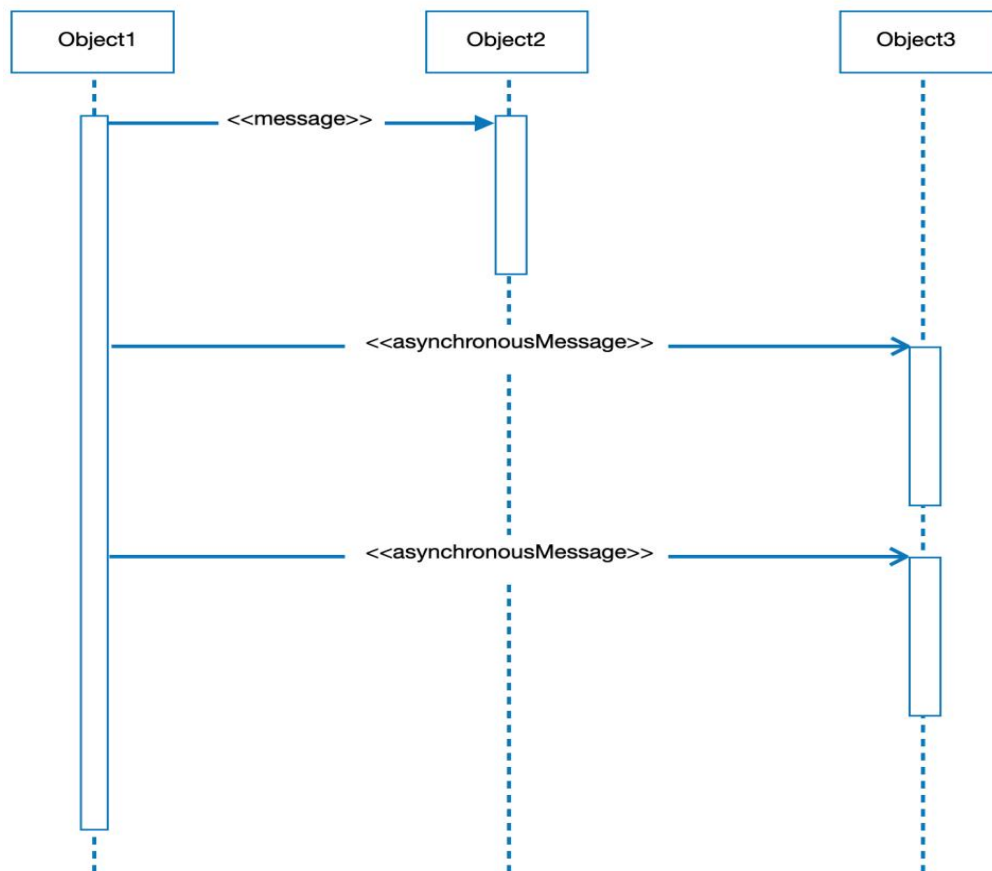 Object1
Object2
Object3
<<message>>
<<asynchronousMessage>>
<<asynchronousMessage>>